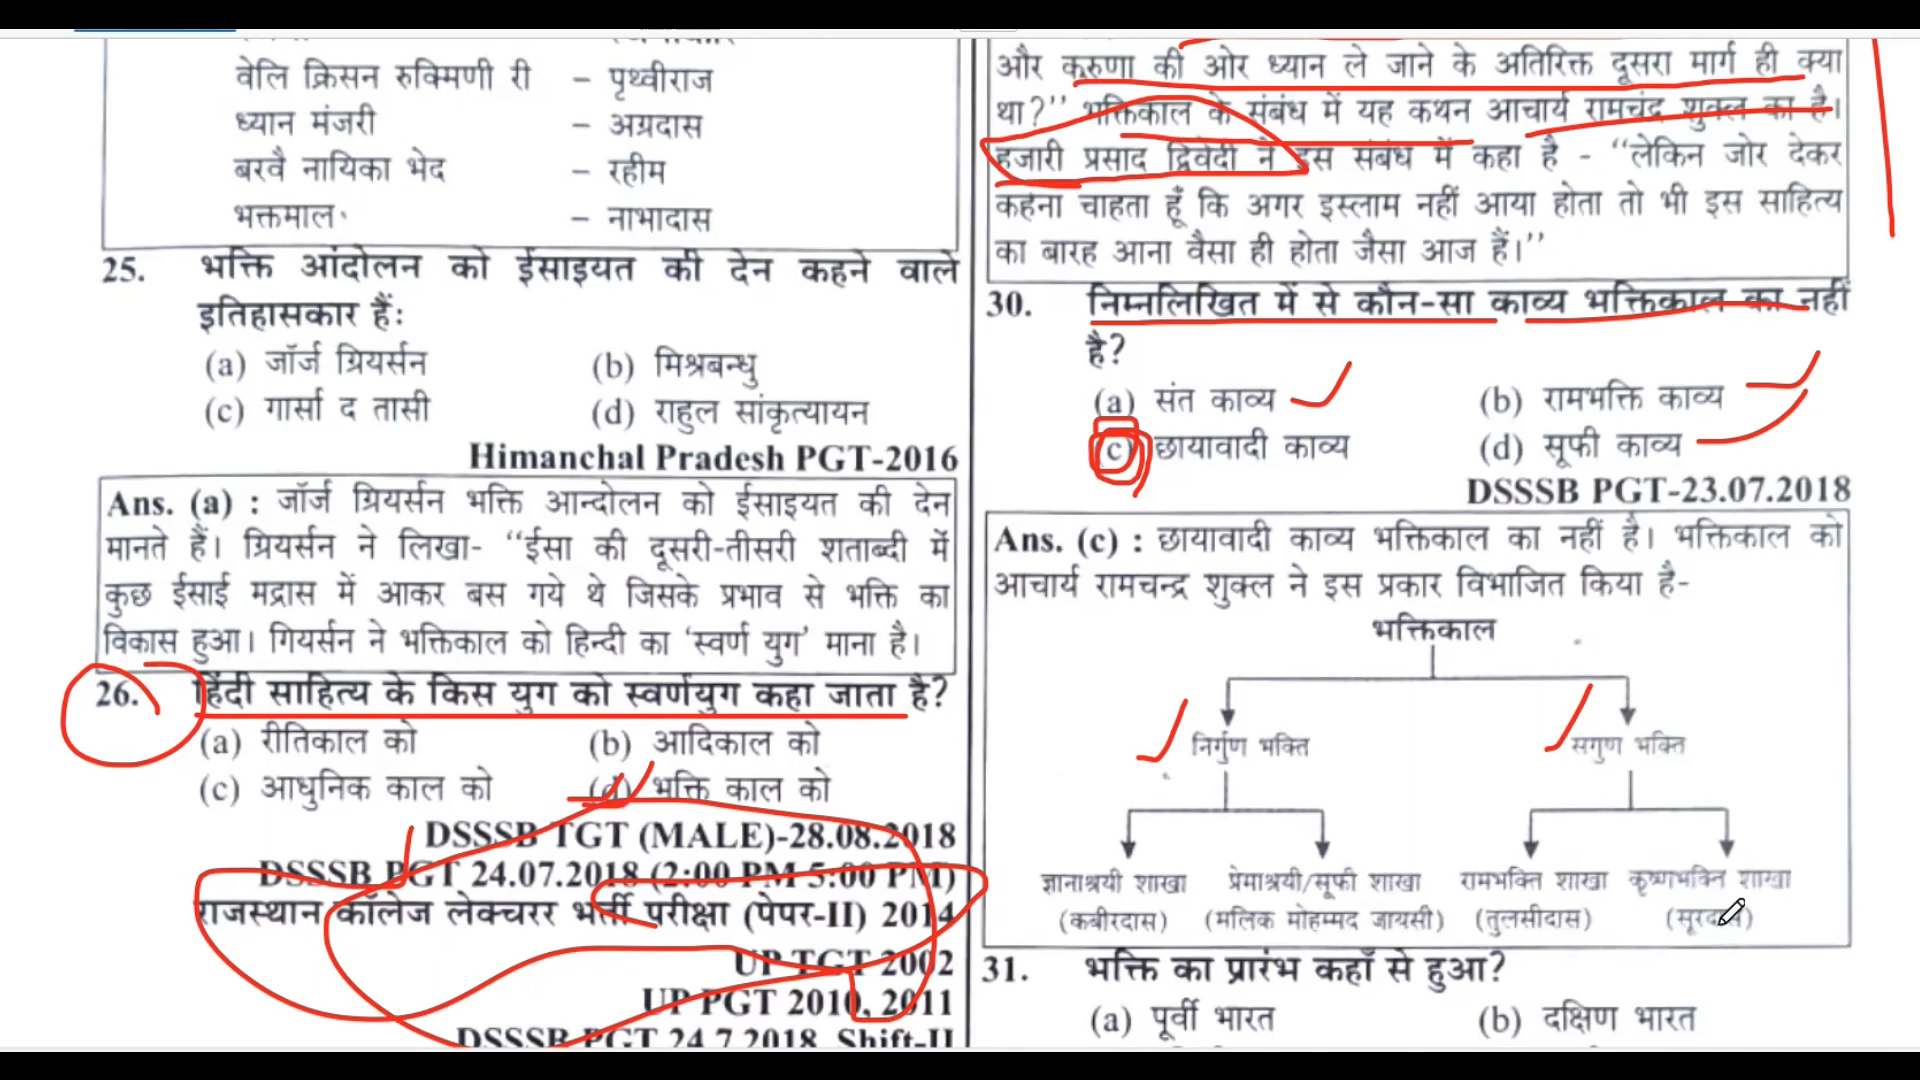 वेलि क्रिसन रुक्मिणी री – पृथ्वीराज
ध्यान मंजरी – अग्रदास
बरवै नायिका भेद – रहीम
भक्तमाल – नाभादास
25. भक्ति आंदोलन को ईसाइयत की देन कहने वाले
इतिहासकार हैं:
(a) जॉर्ज ग्रियर्सन (b) मिश्रबन्धु
(c) गार्सा द तासी (d) राहुल सांकृत्यायन
Himanchal Pradesh PGT-2016
Ans. (a) : जॉर्ज ग्रियर्सन भक्ति आन्दोलन को ईसाइयत की देन
मानते हैं। ग्रियर्सन ने लिखा- “ईसा की दूसरी-तीसरी शताब्दी में
कुछ ईसाई मद्रास में आकर बस गये थे जिसके प्रभाव से भक्ति का
विकास हुआ। गियर्सन ने भक्तिकाल को हिन्दी का ‘स्वर्ण युग’ माना है।
26. हिंदी साहित्य के किस युग को स्वर्णयुग कहा जाता है?
(a) रीतिकाल को (b) आदिकाल को
(c) आधुनिक काल को (d) भक्ति काल को
DSSSB TGT (MALE)-28.08.2018
DSSSB PGT 24.07.2018 (2:00 PM 5:00 PM)
राजस्थान कॉलेज लेक्चरर भर्ती परीक्षा (पेपर-II) 2014
UP TGT 2002
UP PGT 2010, 2011
DSSSB PGT 24.7.2018 Shift-II
और करुणा की ओर ध्यान ले जाने के अतिरिक्त दूसरा मार्ग ही क्या
था?’’ भक्तिकाल के संबंध में यह कथन आचार्य रामचंद्र शुक्ल का है।
हजारी प्रसाद द्विवेदी ने इस संबंध में कहा है - ‘‘लेकिन जोर देकर
कहना चाहता हूँ कि अगर इस्लाम नहीं आया होता तो भी इस साहित्य
का बारह आना वैसा ही होता जैसा आज हैं।’’
30. निम्नलिखित में से कौन-सा काव्य भक्तिकाल का नहीं
है?
(a) संत काव्य (b) रामभक्ति काव्य
(c) छायावादी काव्य (d) सूफी काव्य
DSSSB PGT-23.07.2018
Ans. (c) : छायावादी काव्य भक्तिकाल का नहीं है। भक्तिकाल को
आचार्य रामचन्द्र शुक्ल ने इस प्रकार विभाजित किया है-
भक्तिकाल
निर्गुण भक्ति सगुण भक्ति
ज्ञानाश्रयी शाखा प्रेमाश्रयी/सूफी शाखा रामभक्ति शाखा कृष्णभक्ति शाखा
(कबीरदास) (मलिक मोहम्मद जायसी) (तुलसीदास) (सूरदास)
31. भक्ति का प्रारंभ कहाँ से हुआ?
(a) पूर्वी भारत (b) दक्षिण भारत